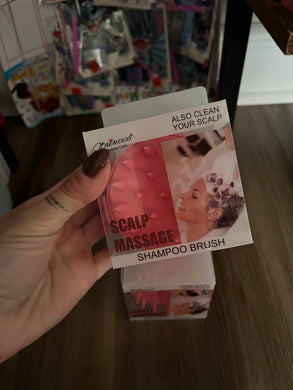 Princess
ALSO CLEAN
YOUR SCALP
SCALP
MASSAGE
SHAMPOO BRUSH